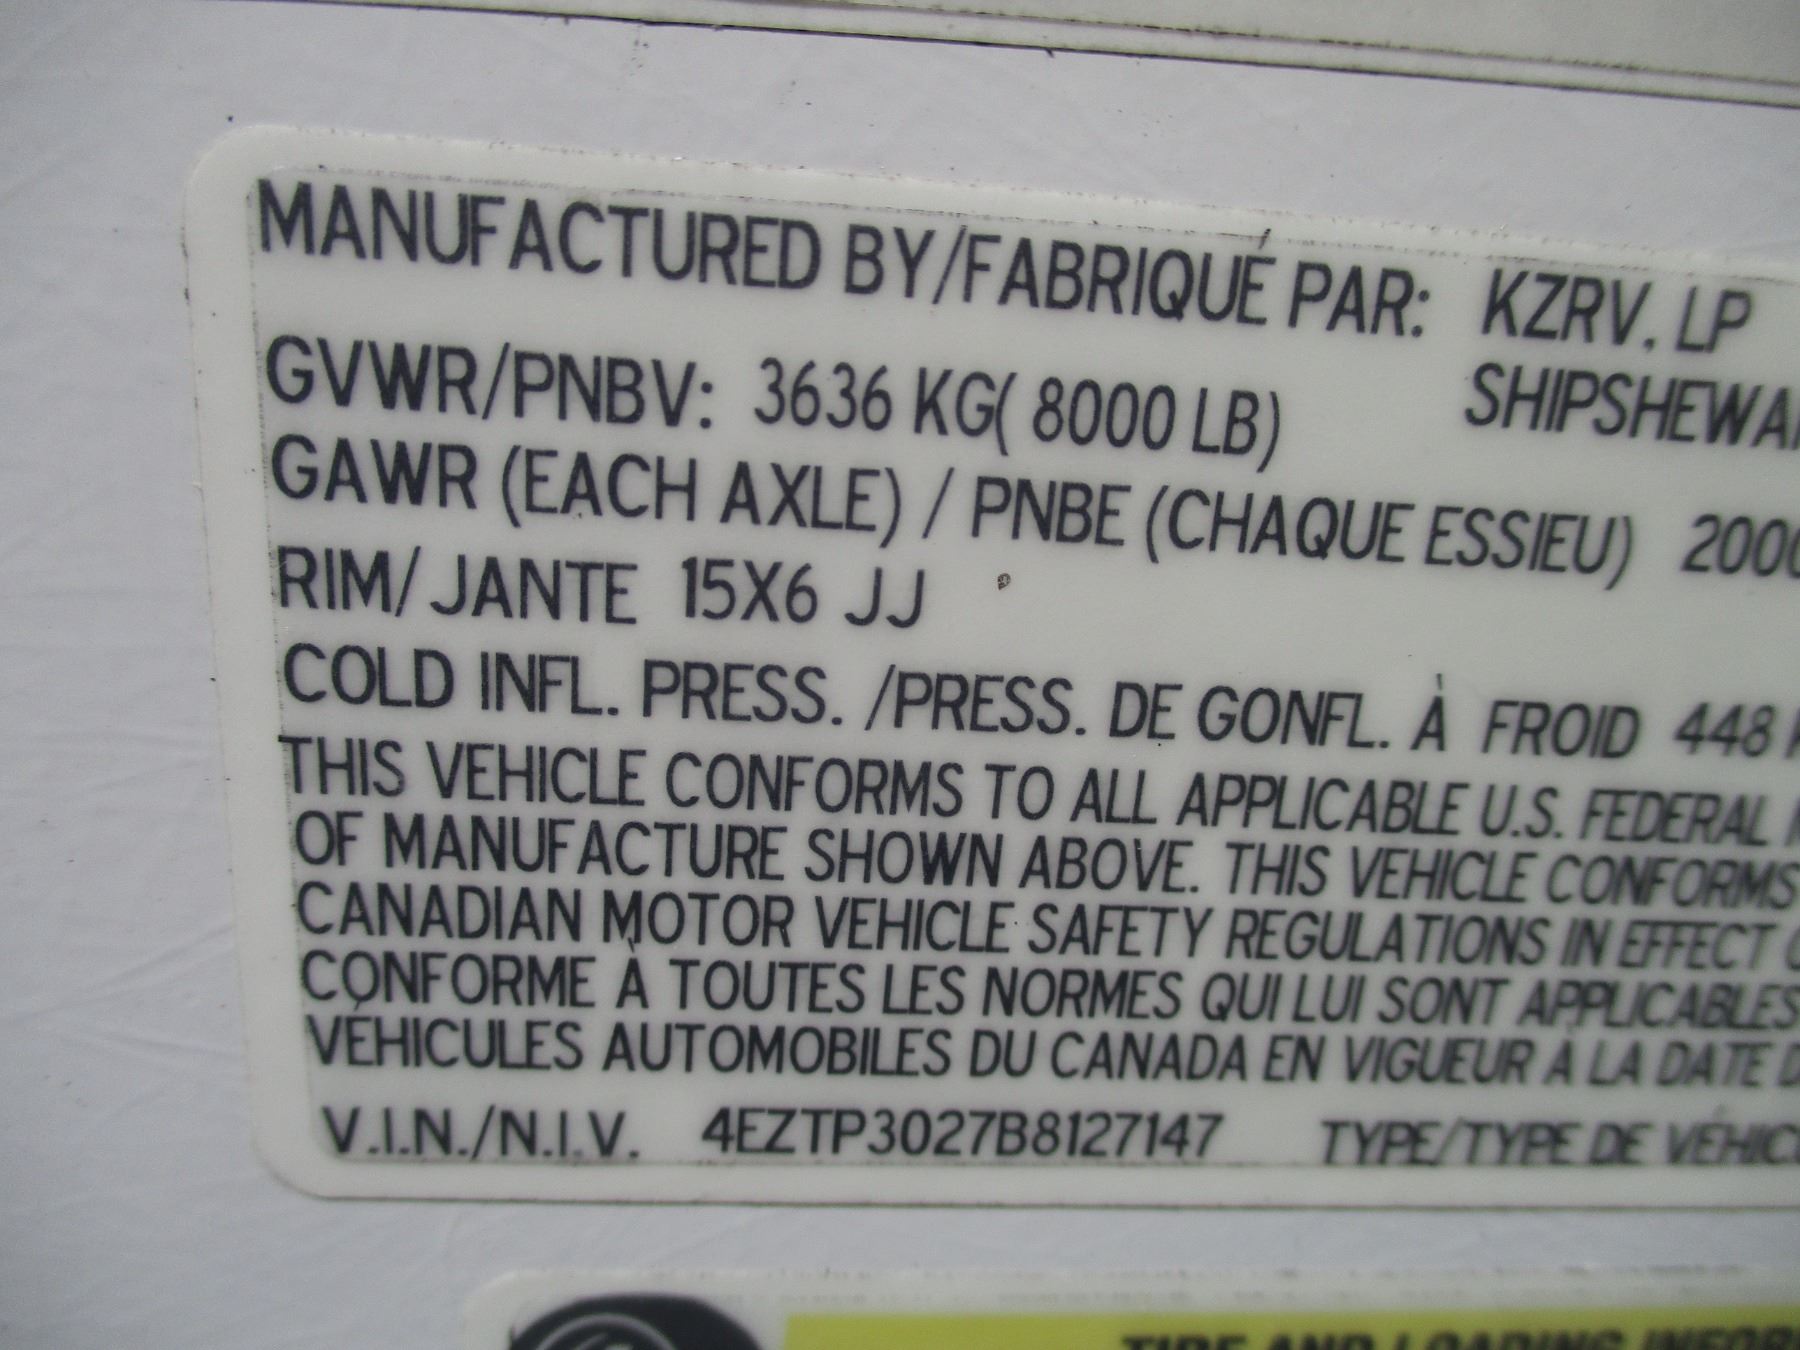 MANUFACTURED BY/FABRIQUÉ PAR: KZRV, LP
GVWR/PNBV: 3636 KG( 8000 LB)
GAWR (EACH AXLE) / PNBE (CHAQUE ESSIEU)
RIM/ JANTE 15X6 JJ
COLD INFL. PRESS. /PRESS. DE GONFL. À FROID 448
THIS VEHICLE CONFORMS TO ALL APPLICABLE U.S. FEDERAL
OF MANUFACTURE SHOWN ABOVE. THIS VEHICLE CONFORMS
CANADIAN MOTOR VEHICLE SAFETY REGULATIONS IN EFFECT
CONFORME À TOUTES LES NORMES QUI LUI SONT APPLICABLES
VÉHICULES AUTOMOBILES DU CANADA EN VIGUEUR À LA DATE
V.I.N./N.I.V. 4EZTP3027B8127147 TYPE/TYPE DE
TIRE AND LOADING